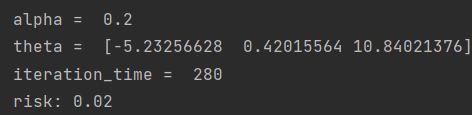 alpha =  0.2
theta =  [-5.23256628  0.42015564 10.84021376]
iteration_time =  280
risk: 0.02